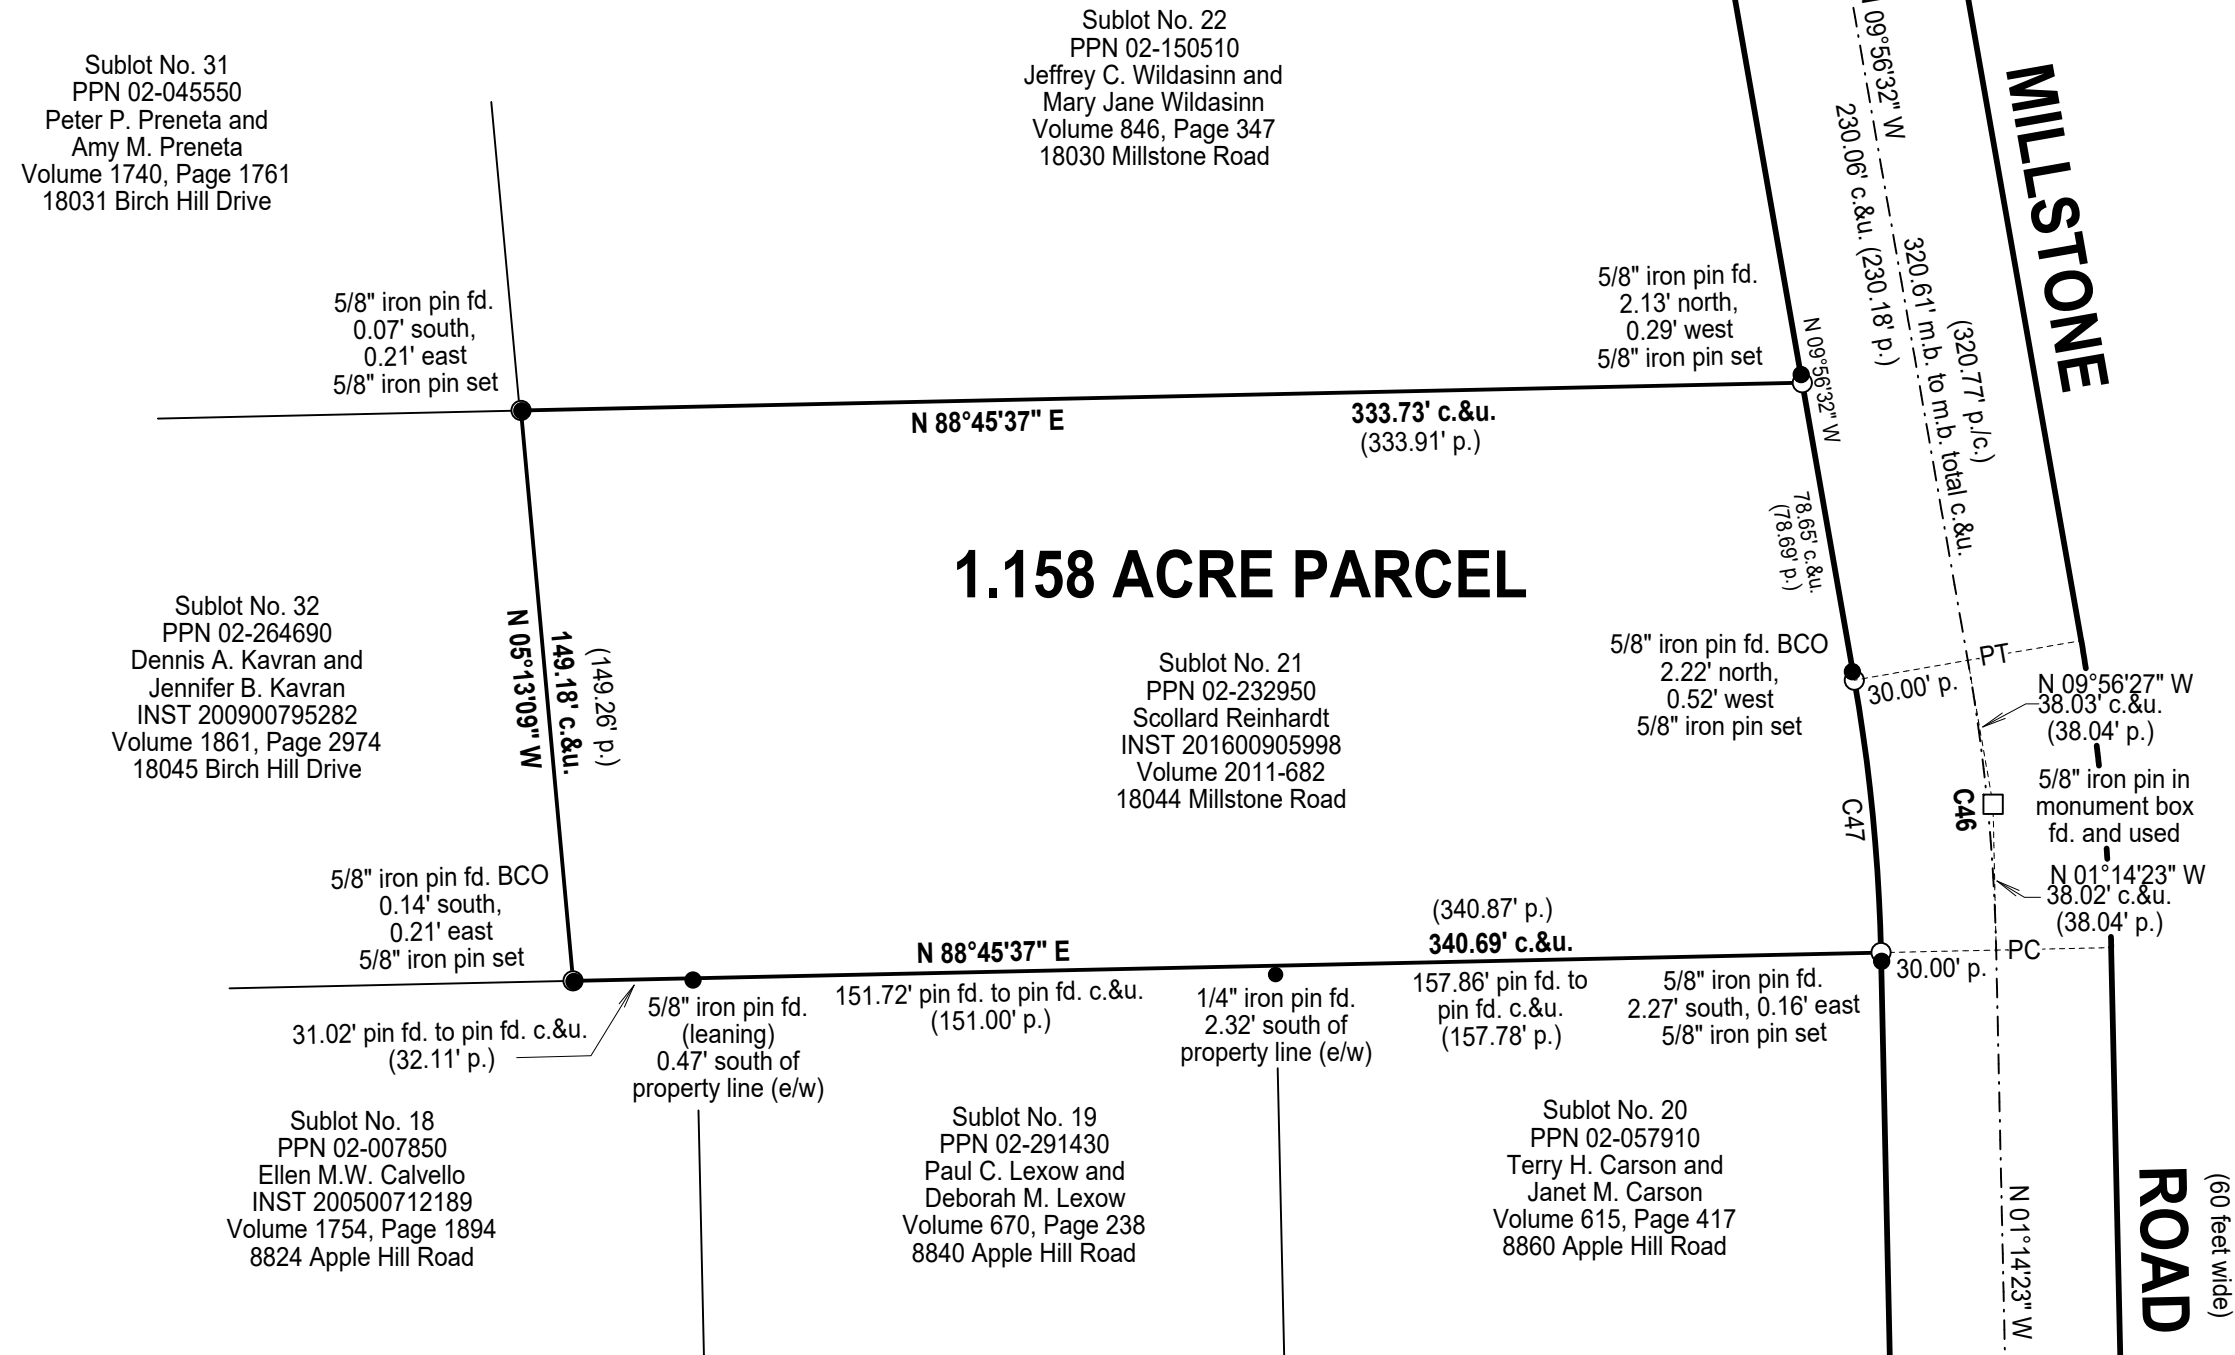 Sublot No. 31
PPN 02-045550
Peter P. Preneta and
Amy M. Preneta
Volume 1740, Page 1761
18031 Birch Hill Drive
Sublot No. 22
PPN 02-150510
Jeffrey C. Wildasinn and
Mary Jane Wildasinn
Volume 846, Page 347
18030 Millstone Road
09°56'32" W
230.06' c.&u. (230.18' p.)
320.61' m.b. to m.b. total c.&u.
(320.77' p./c.)
MILLSTONE
5/8" iron pin fd.
0.07' south,
0.21' east
5/8" iron pin set
5/8" iron pin fd.
2.13' north,
0.29' west
5/8" iron pin set
N 09°56'32" W
N 88°45'37" E
333.73' c.&u.
(333.91' p.)
78.65' c.&u.
(78.69' p.)
1.158 ACRE PARCEL
Sublot No. 32
PPN 02-264690
Dennis A. Kavran and
Jennifer B. Kavran
INST 200900795282
Volume 1861, Page 2974
18045 Birch Hill Drive
N 05°13'09" W
149.18' c.&u.
(149.26' p.)
Sublot No. 21
PPN 02-232950
Scollard Reinhardt
INST 201600905998
Volume 2011-682
18044 Millstone Road
5/8" iron pin fd. BCO
2.22' north,
0.52' west
5/8" iron pin set
PT
30.00' p.
N 09°56'27" W
38.03' c.&u.
(38.04' p.)
5/8" iron pin in
monument box
fd. and used
C47
C46
N 01°14'23" W
38.02' c.&u.
(38.04' p.)
5/8" iron pin fd. BCO
0.14' south,
0.21' east
5/8" iron pin set
N 88°45'37" E
(340.87' p.)
340.69' c.&u.
PC
30.00' p.
31.02' pin fd. to pin fd. c.&u.
(32.11' p.)
5/8" iron pin fd.
(leaning)
0.47' south of
property line (e/w)
151.72' pin fd. to pin fd. c.&u.
(151.00' p.)
1/4" iron pin fd.
2.32' south of
property line (e/w)
157.86' pin fd. to
pin fd. c.&u.
(157.78' p.)
5/8" iron pin fd.
2.27' south, 0.16' east
5/8" iron pin set
Sublot No. 18
PPN 02-007850
Ellen M.W. Calvello
INST 200500712189
Volume 1754, Page 1894
8824 Apple Hill Road
Sublot No. 19
PPN 02-291430
Paul C. Lexow and
Deborah M. Lexow
Volume 670, Page 238
8840 Apple Hill Road
Sublot No. 20
PPN 02-057910
Terry H. Carson and
Janet M. Carson
Volume 615, Page 417
8860 Apple Hill Road
N 01°14'23" W
ROAD
(60 feet wide)